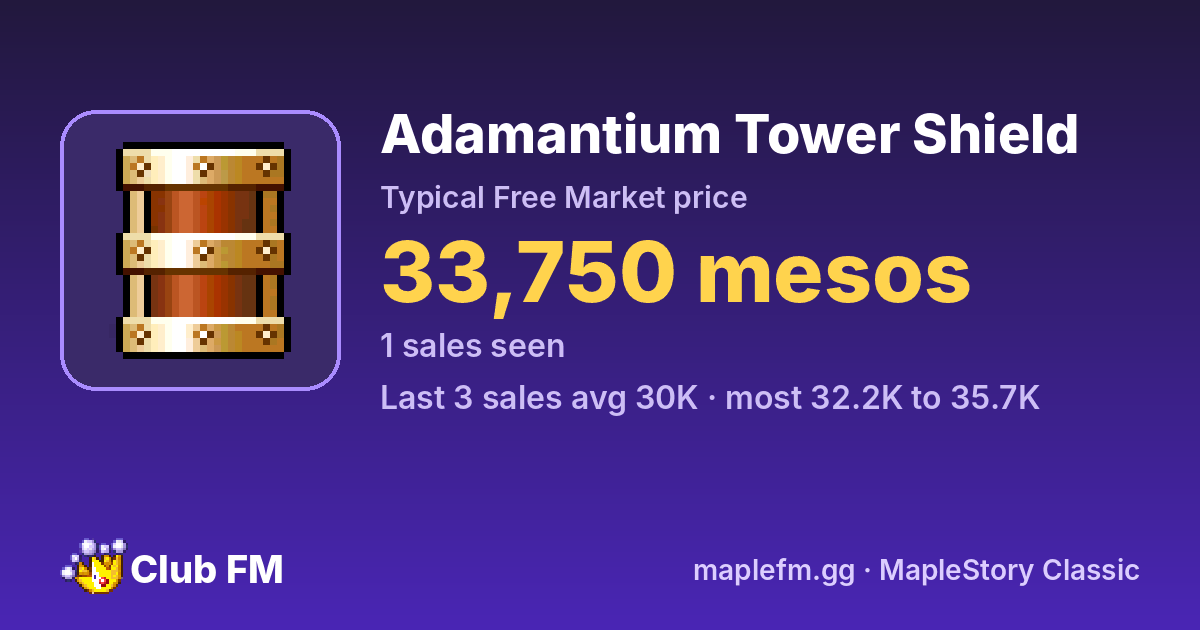 Adamantium Tower Shield
Typical Free Market price
33,750 mesos
1 sales seen
Last 3 sales avg 30K · most 32.2K to 35.7K
Club FM
maplefm.gg · MapleStory Classic